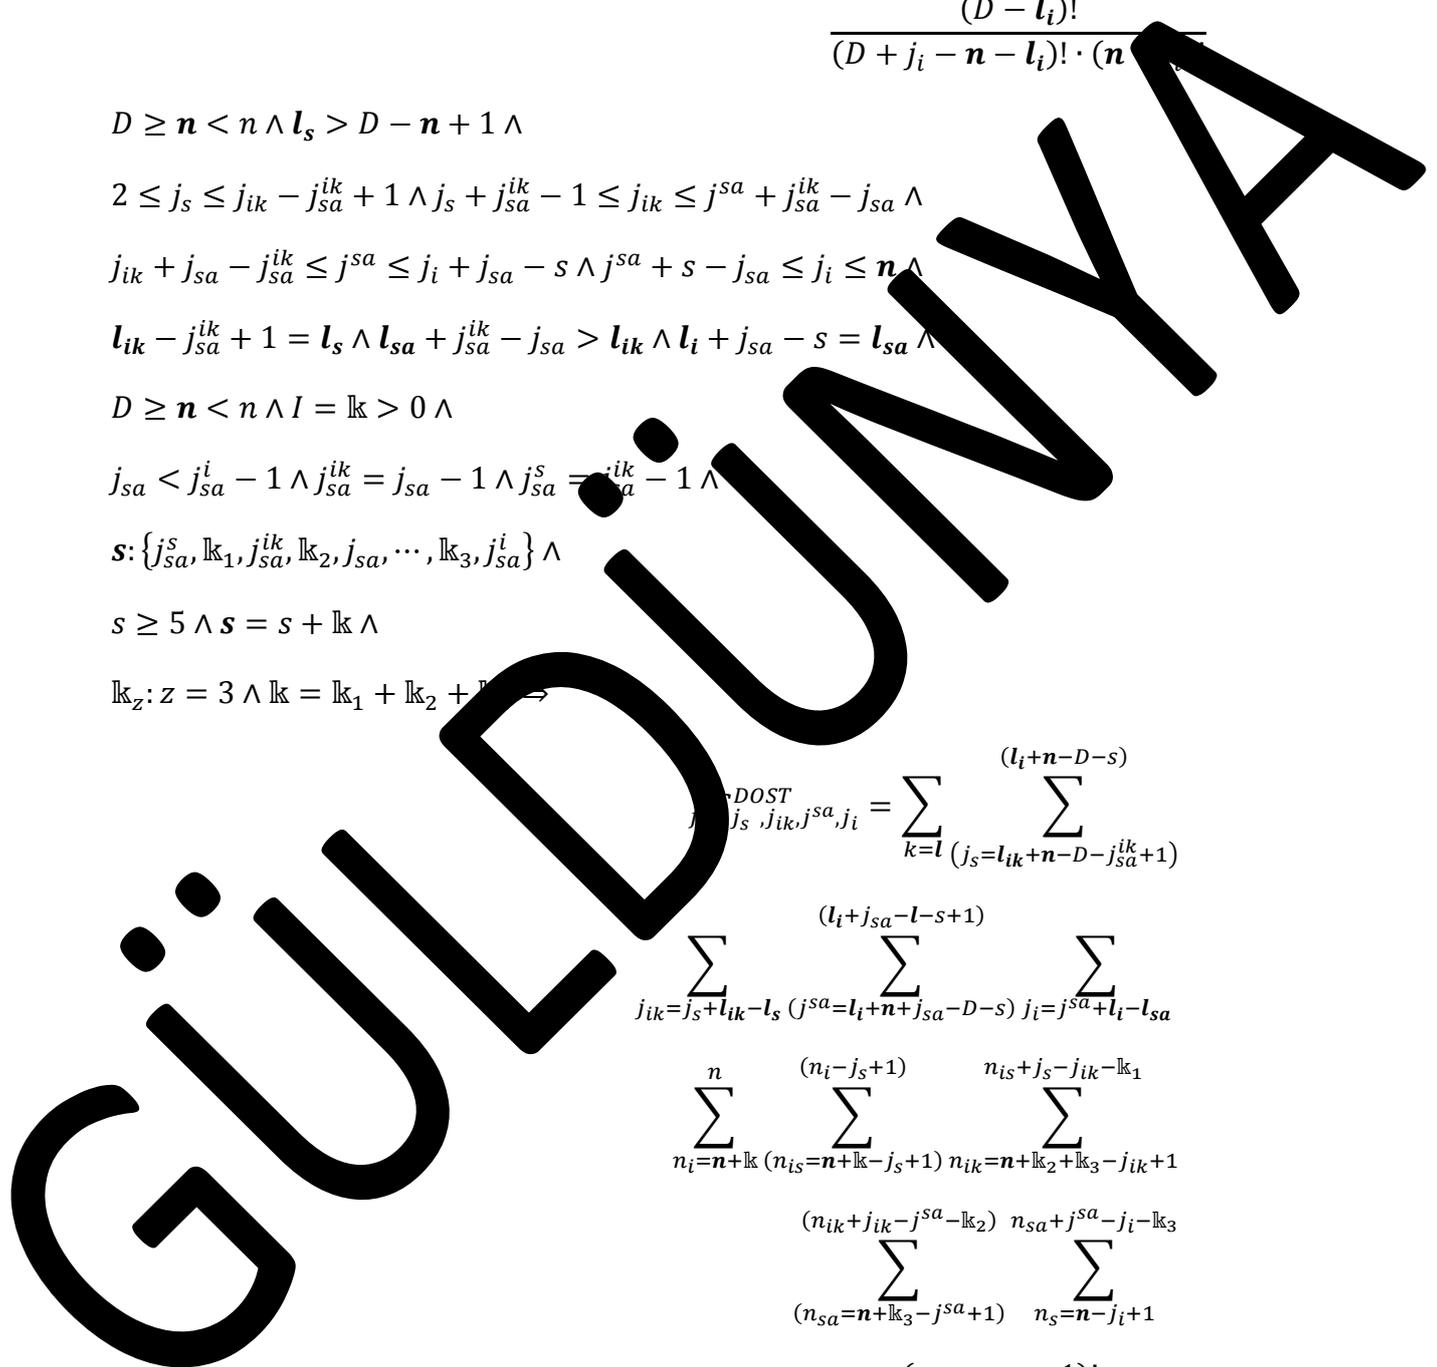 (D − l_i)!
(D + j_i − n − l_i)! · (n
D ≥ n < n ∧ l_s > D − n + 1 ∧
2 ≤ j_s ≤ j_ik − j_sa^ik + 1 ∧ j_s + j_sa^ik − 1 ≤ j_ik ≤ j^sa + j_sa^ik − j_sa ∧
j_ik + j_sa − j_sa^ik ≤ j^sa ≤ j_i + j_sa − s ∧ j^sa + s − j_sa ≤ j_i ≤ n ∧
l_ik − j_sa^ik + 1 = l_s ∧ l_sa + j_sa^ik − j_sa > l_ik ∧ l_i + j_sa − s = l_sa ∧
D ≥ n < n ∧ I = 𝕜 > 0 ∧
j_sa < j_sa^i − 1 ∧ j_sa^ik = j_sa − 1 ∧ j_sa^s = j_sa^ik − 1 ∧
s: {j_sa^s, 𝕜_1, j_sa^ik, 𝕜_2, j_sa, ⋯, 𝕜_3, j_sa^i} ∧
s ≥ 5 ∧ s = s + 𝕜 ∧
𝕜_z: z = 3 ∧ 𝕜 = 𝕜_1 + 𝕜_2 + ⇒
(l_i+n−D−s)
DOST j_s ,j_ik,j^sa,j_i = ∑ ∑
k=l (j_s=l_ik+n−D−j_sa^ik+1)
(l_i+j_sa−l−s+1)
∑ ∑ ∑
j_ik=j_s+l_ik−l_s (j^sa=l_i+n+j_sa−D−s) j_i=j^sa+l_i−l_sa
n (n_i−j_s+1) n_is+j_s−j_ik−𝕜_1
∑ ∑ ∑
n_i=n+𝕜 (n_is=n+𝕜−j_s+1) n_ik=n+𝕜_2+𝕜_3−j_ik+1
(n_ik+j_ik−j^sa−𝕜_2) n_sa+j^sa−j_i−𝕜_3
∑ ∑
(n_sa=n+𝕜_3−j^sa+1) n_s=n−j_i+1
GÜLDÜNYA